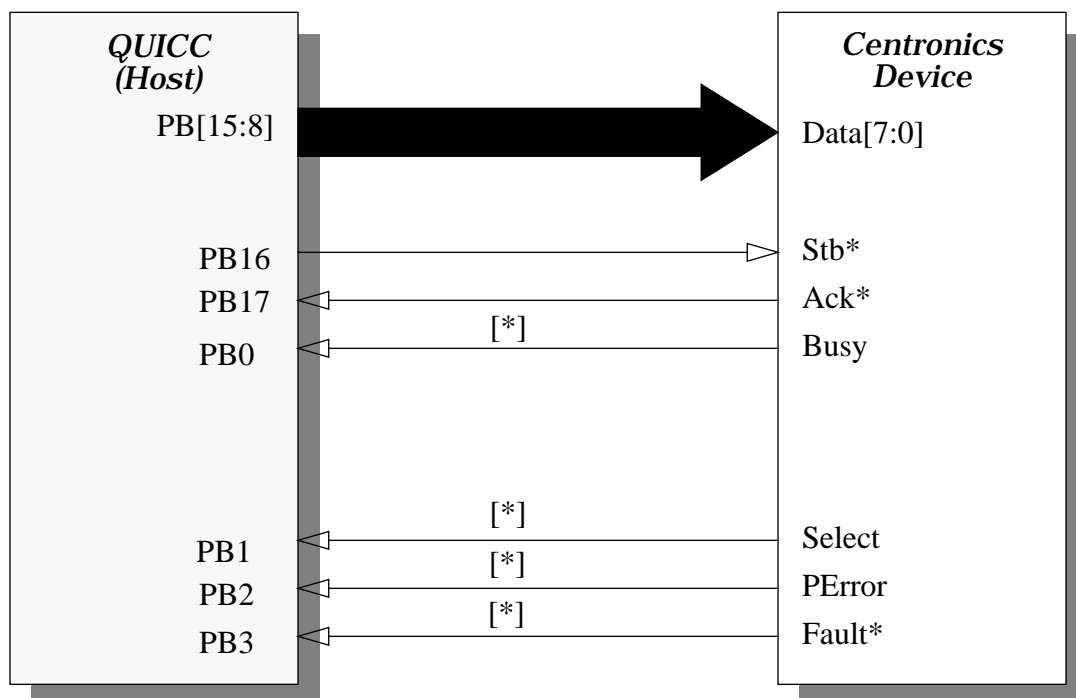 QUICC
(Host)
Centronics
Device
PB[15:8]
Data[7:0]
PB16
Stb*
PB17
Ack*
[*]
PB0
Busy
[*]
PB1
Select
[*]
PB2
PError
[*]
PB3
Fault*